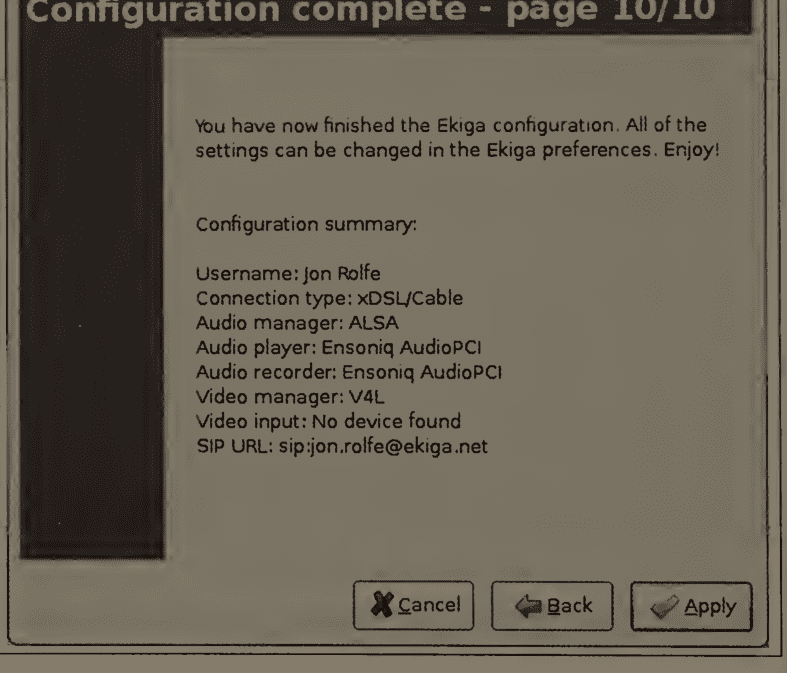 Configuration complete - page 10/10
You have now finished the Ekiga configuration. All of the
settings can be changed in the Ekiga preferences. Enjoy!
Configuration summary:
Username: Jon Rolfe
Connection type: xDSL/Cable
Audio manager: ALSA
Audio player: Ensoniq AudioPCI
Audio recorder: Ensoniq AudioPCI
Video manager: V4L
Video input: No device found
SIP URL: sip:jon.rolfe@ekiga.net
Cancel
Back
Apply